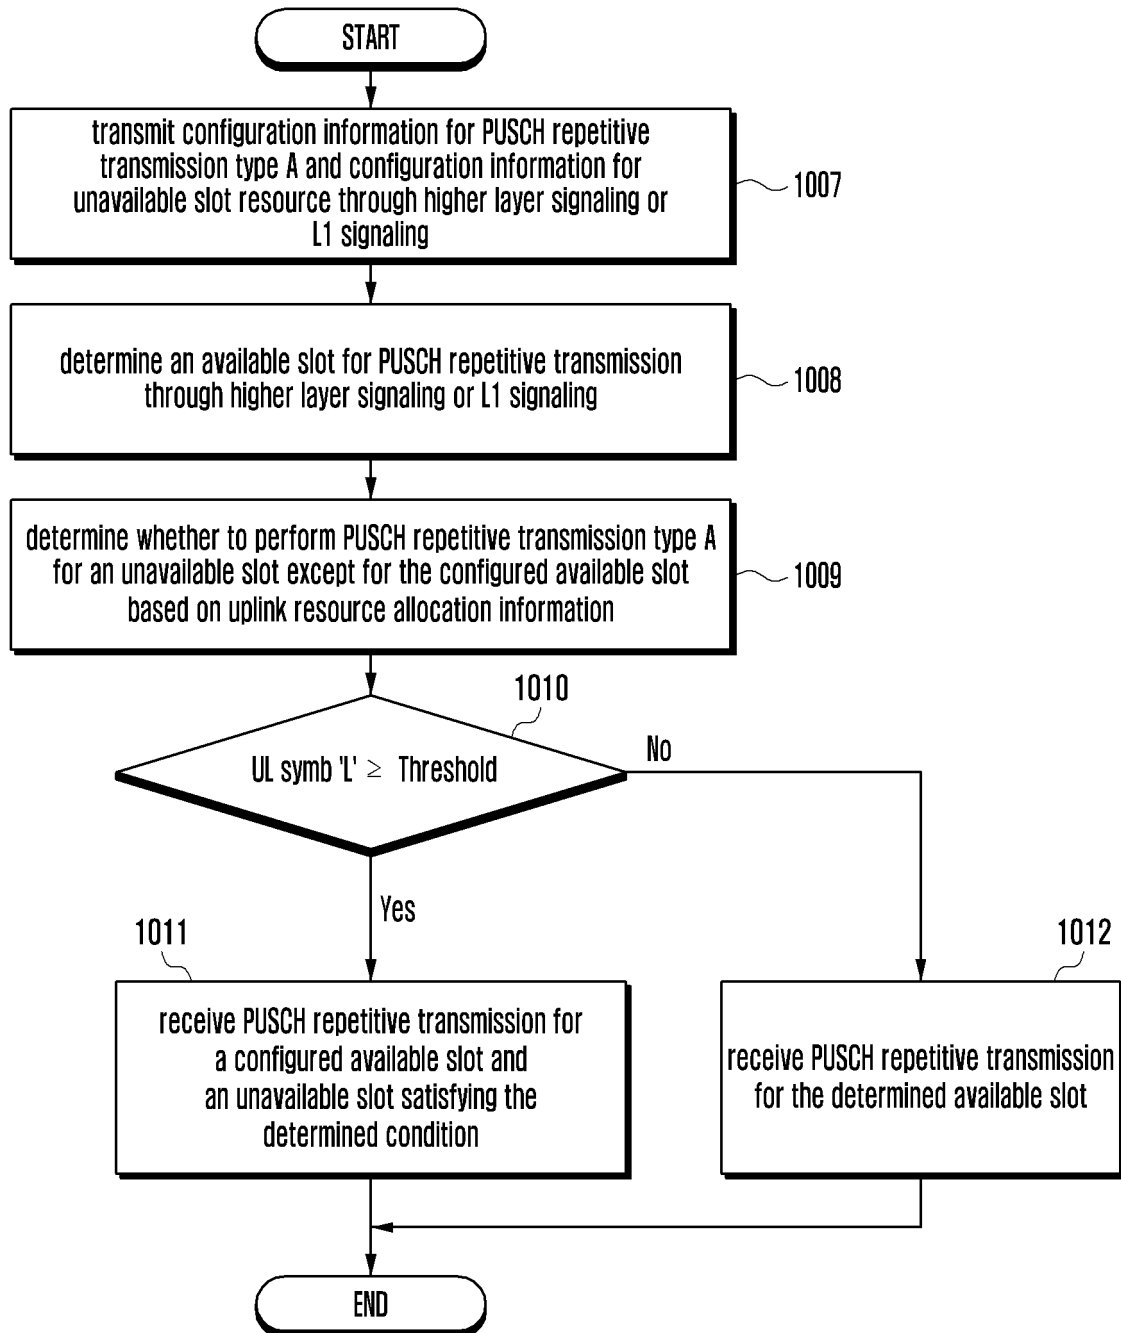 START
transmit configuration information for PUSCH repetitive
transmission type A and configuration information for
unavailable slot resource through higher layer signaling or
L1 signaling
1007
determine an available slot for PUSCH repetitive transmission
through higher layer signaling or L1 signaling
1008
determine whether to perform PUSCH repetitive transmission type A
for an unavailable slot except for the configured available slot
based on uplink resource allocation information
1009
1010
UL symb 'L' ≥ Threshold
No
Yes
1011
receive PUSCH repetitive transmission for
a configured available slot and
an unavailable slot satisfying the
determined condition
1012
receive PUSCH repetitive transmission
for the determined available slot
END